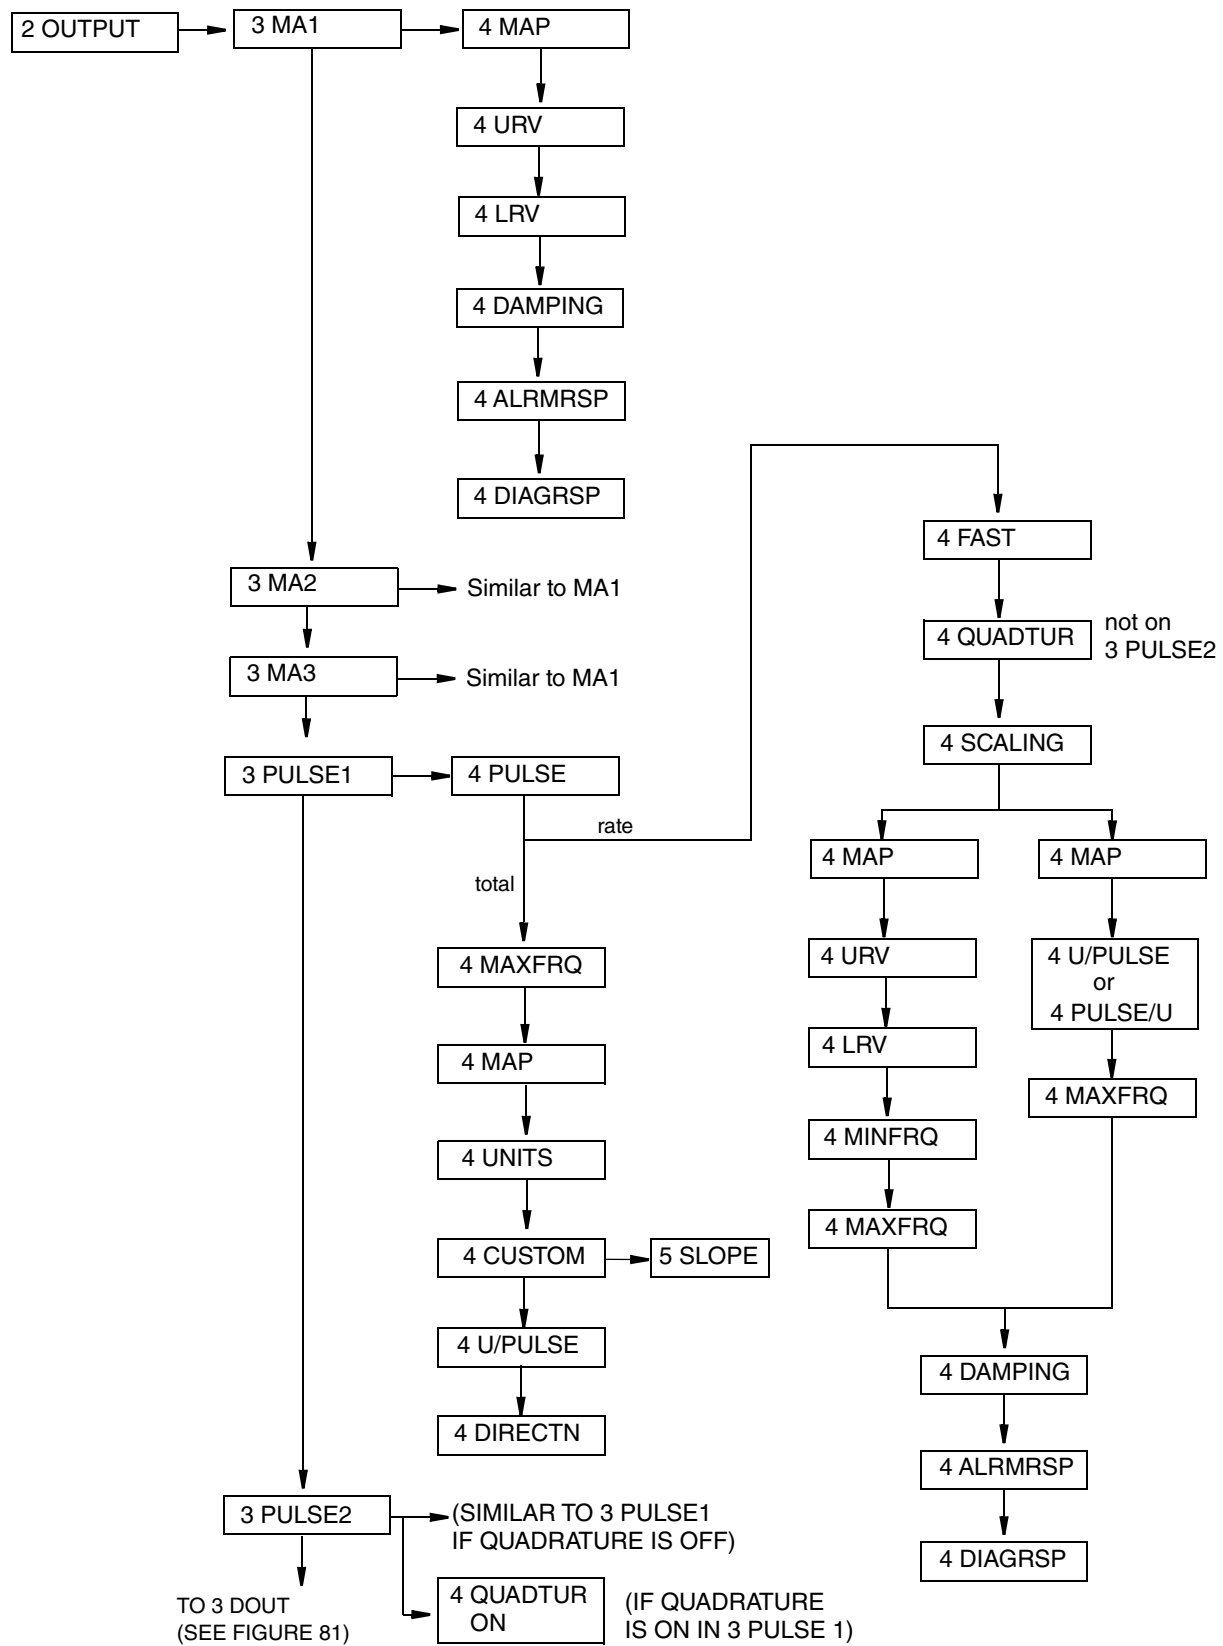 2 OUTPUT
3 MA1
4 MAP
4 URV
4 LRV
4 DAMPING
4 ALRMRSP
4 DIAGRSP
3 MA2
Similar to MA1
3 MA3
Similar to MA1
3 PULSE1
4 PULSE
rate
total
4 MAXFRQ
4 MAP
4 UNITS
4 CUSTOM
5 SLOPE
4 U/PULSE
4 DIRECTN
4 FAST
4 QUADTUR
not on
3 PULSE2
4 SCALING
4 MAP
4 URV
4 LRV
4 MINFRQ
4 MAXFRQ
4 MAP
4 U/PULSE
or
4 PULSE/U
4 MAXFRQ
4 DAMPING
4 ALRMRSP
4 DIAGRSP
3 PULSE2
(SIMILAR TO 3 PULSE1
IF QUADRATURE IS OFF)
4 QUADTUR
ON
(IF QUADRATURE
IS ON IN 3 PULSE 1)
TO 3 DOUT
(SEE FIGURE 81)